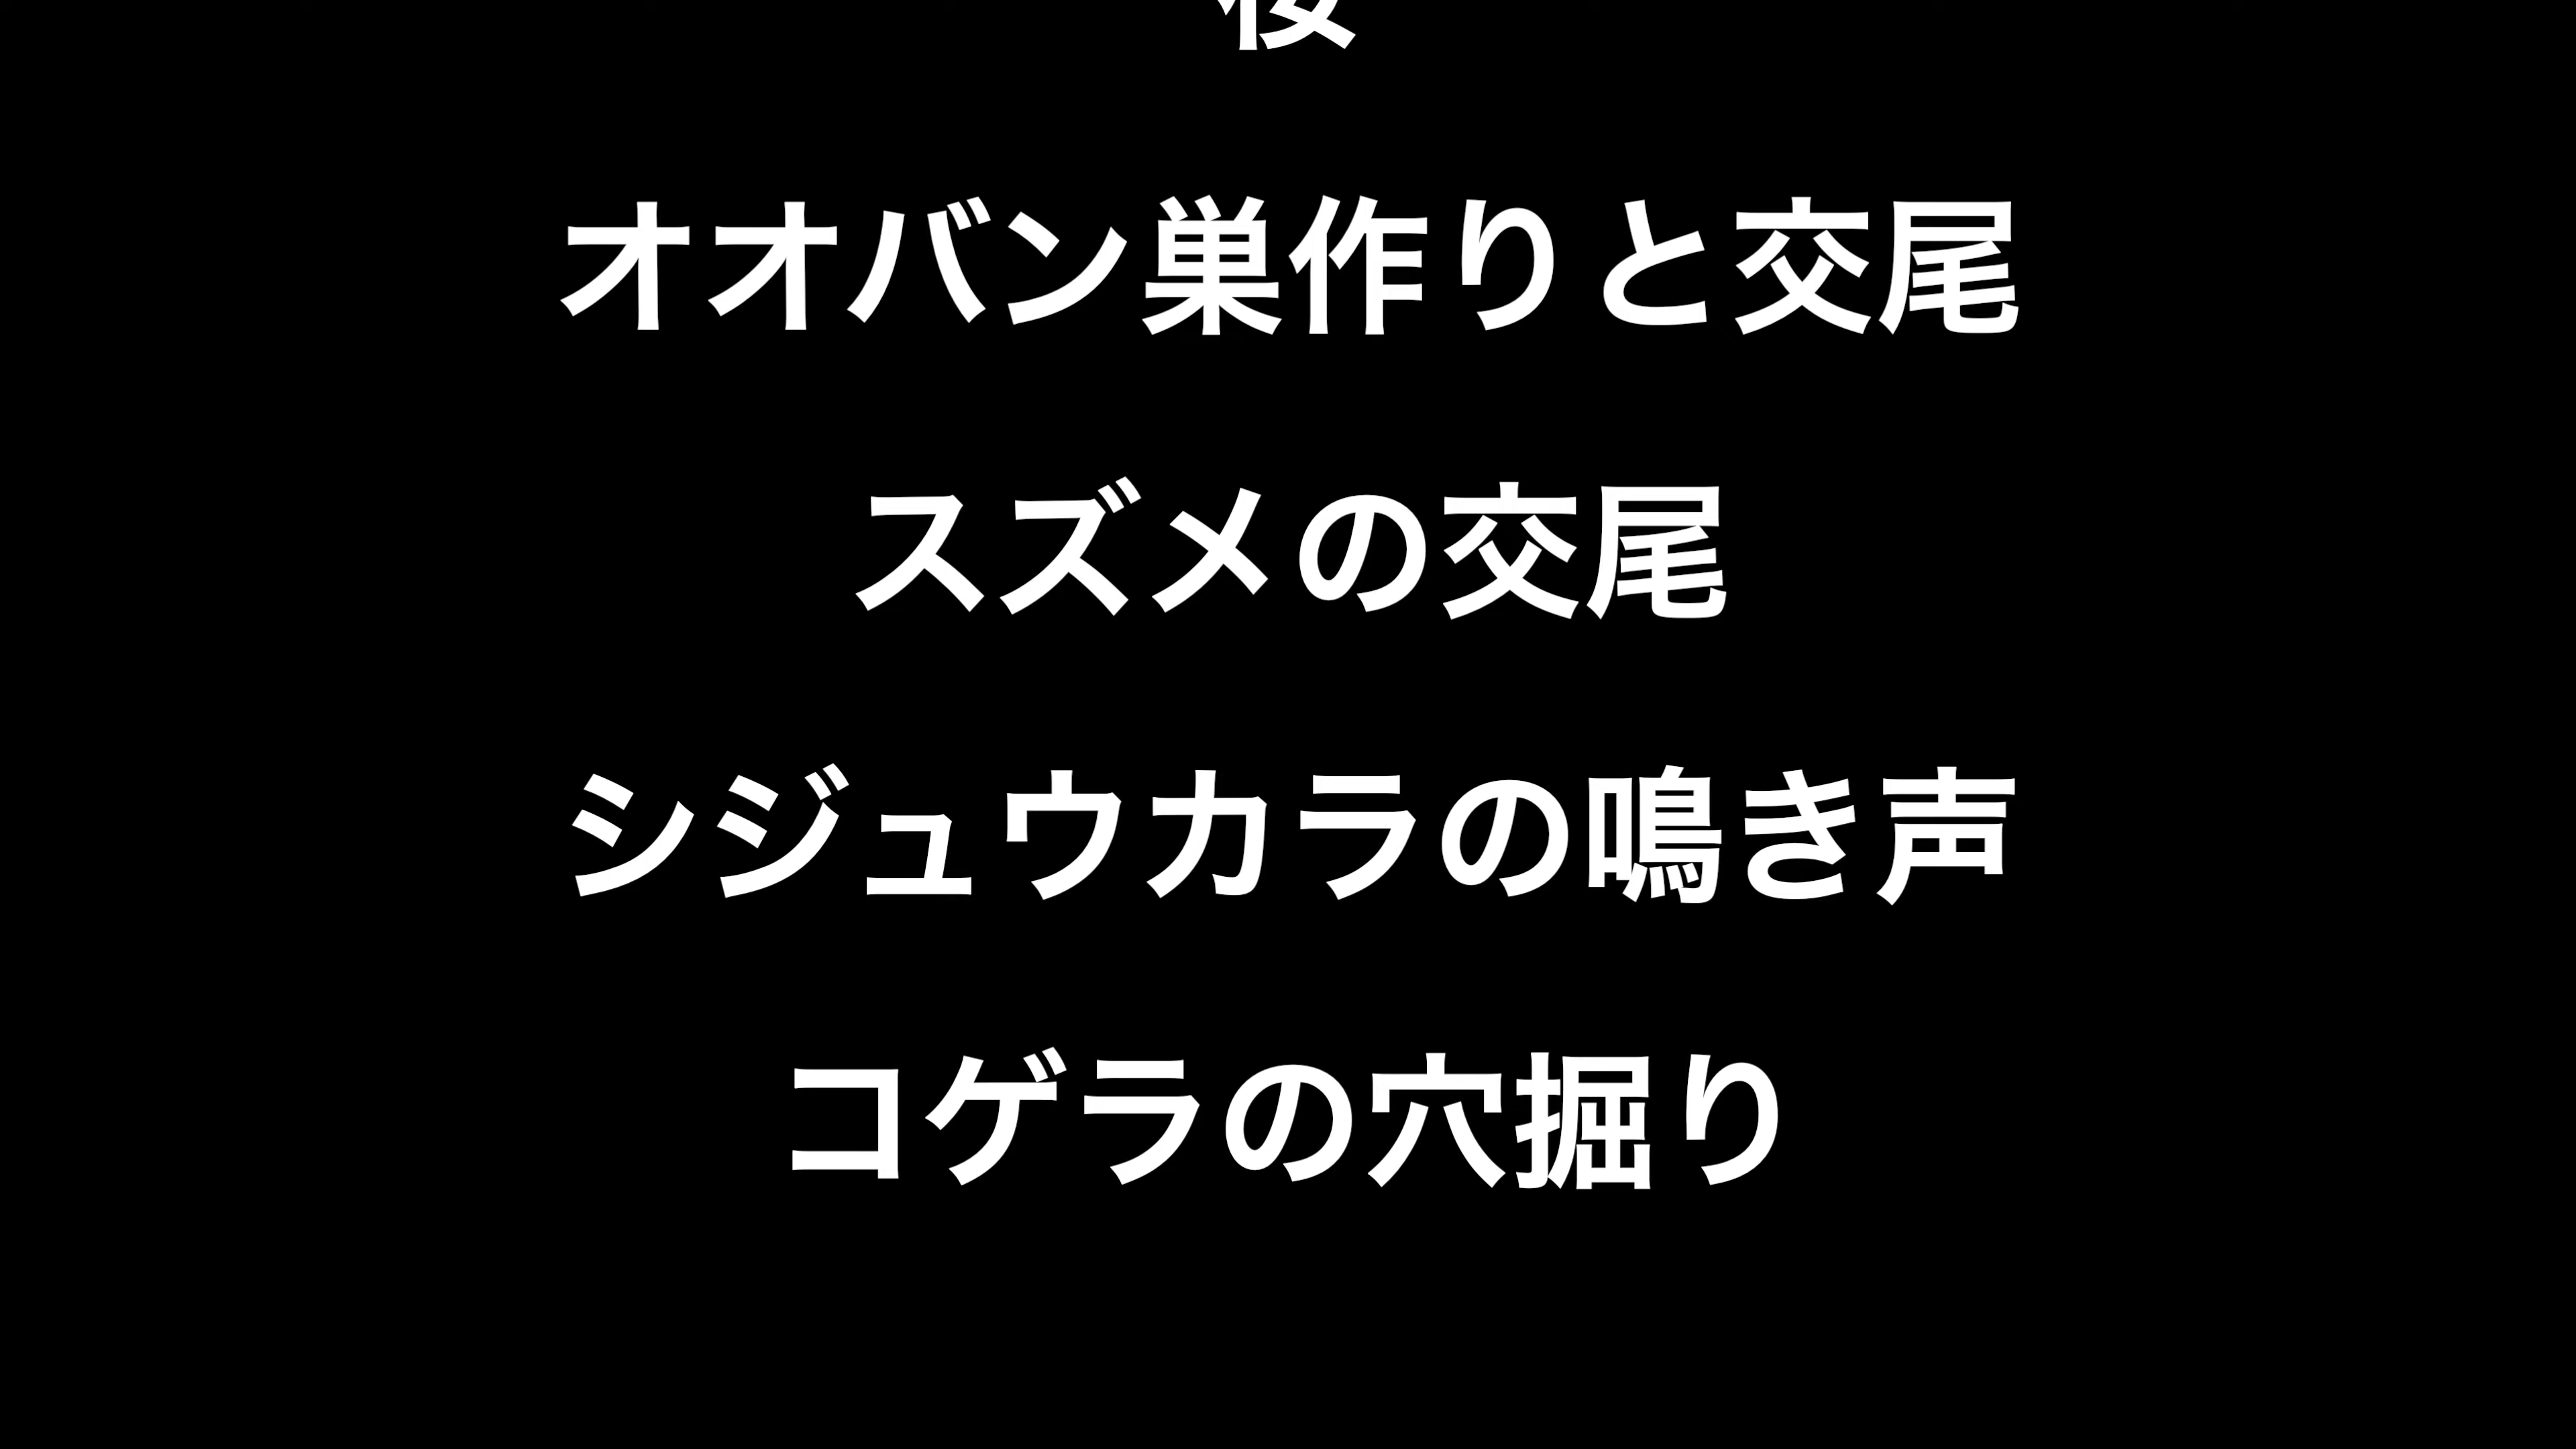 桜
オオバン巣作りと交尾
スズメの交尾
シジュウカラの鳴き声
コゲラの穴掘り